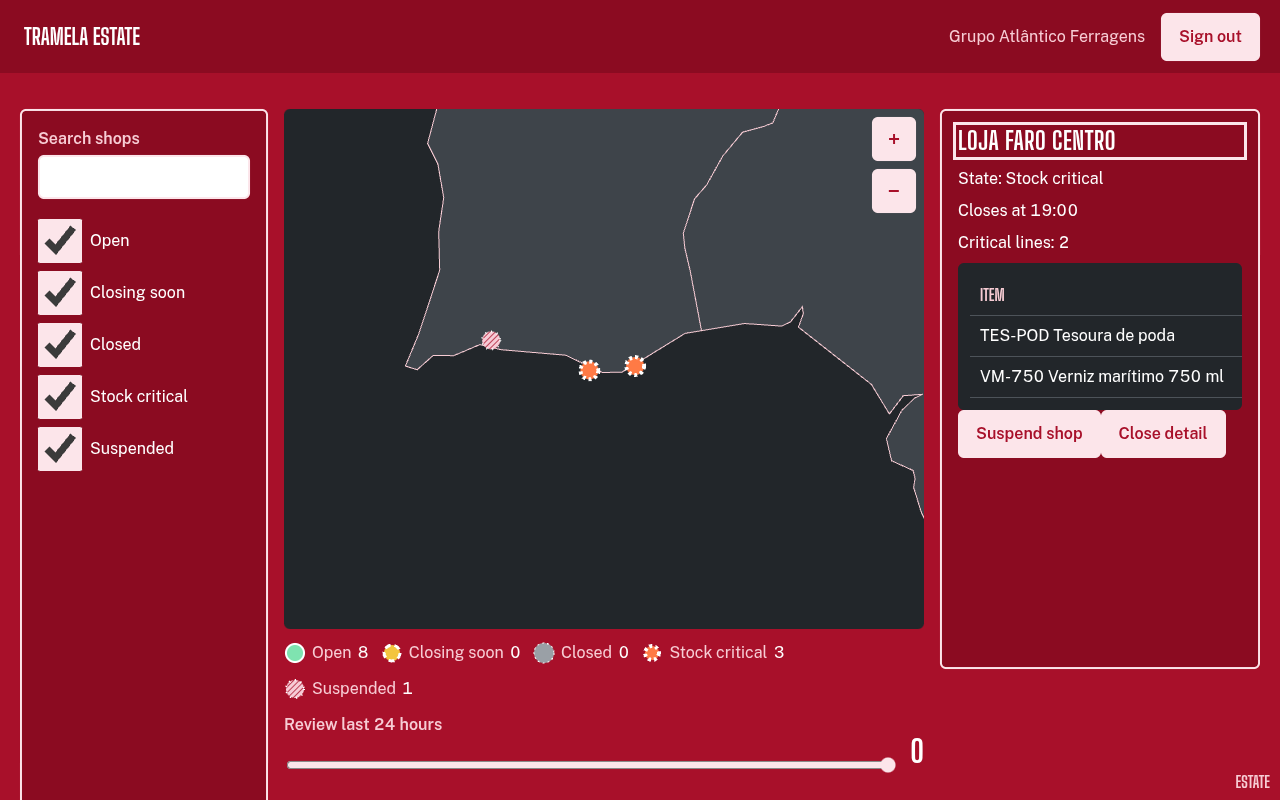 TRAMELA ESTATE
Grupo Atlântico Ferragens
Sign out
Search shops
Open
Closing soon
Closed
Stock critical
Suspended
+
−
Open 8
Closing soon 0
Closed 0
Stock critical 3
Suspended 1
Review last 24 hours
0
LOJA FARO CENTRO
State: Stock critical
Closes at 19:00
Critical lines: 2
ITEM
TES-POD Tesoura de poda
VM-750 Verniz marítimo 750 ml
Suspend shop
Close detail
ESTATE